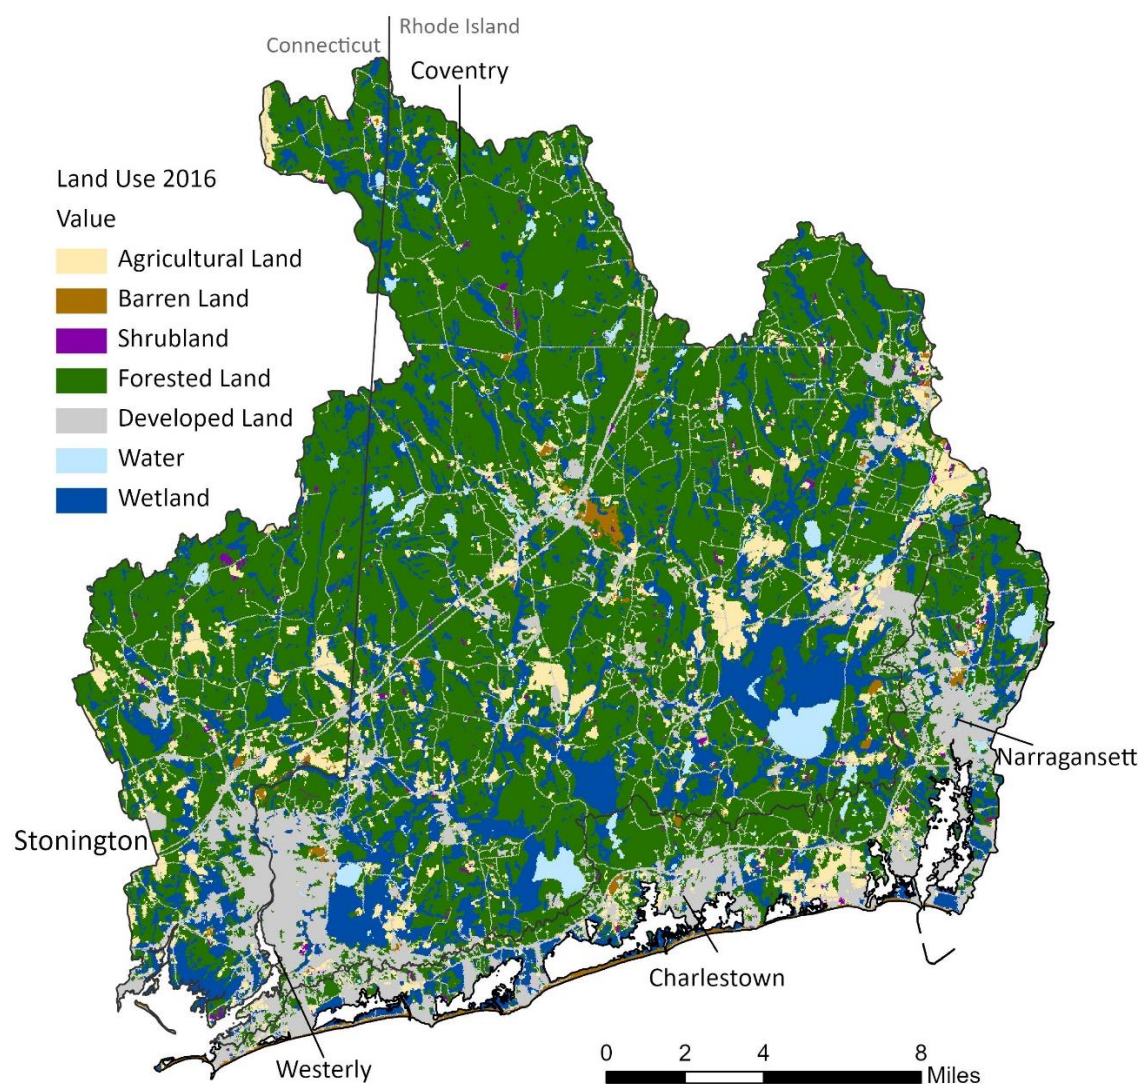 Connecticut
Rhode Island
Coventry
Land Use 2016
Value
Agricultural Land
Barren Land
Shrubland
Forested Land
Developed Land
Water
Wetland
Narragansett
Stonington
Charlestown
Westerly
0 2 4 8
Miles